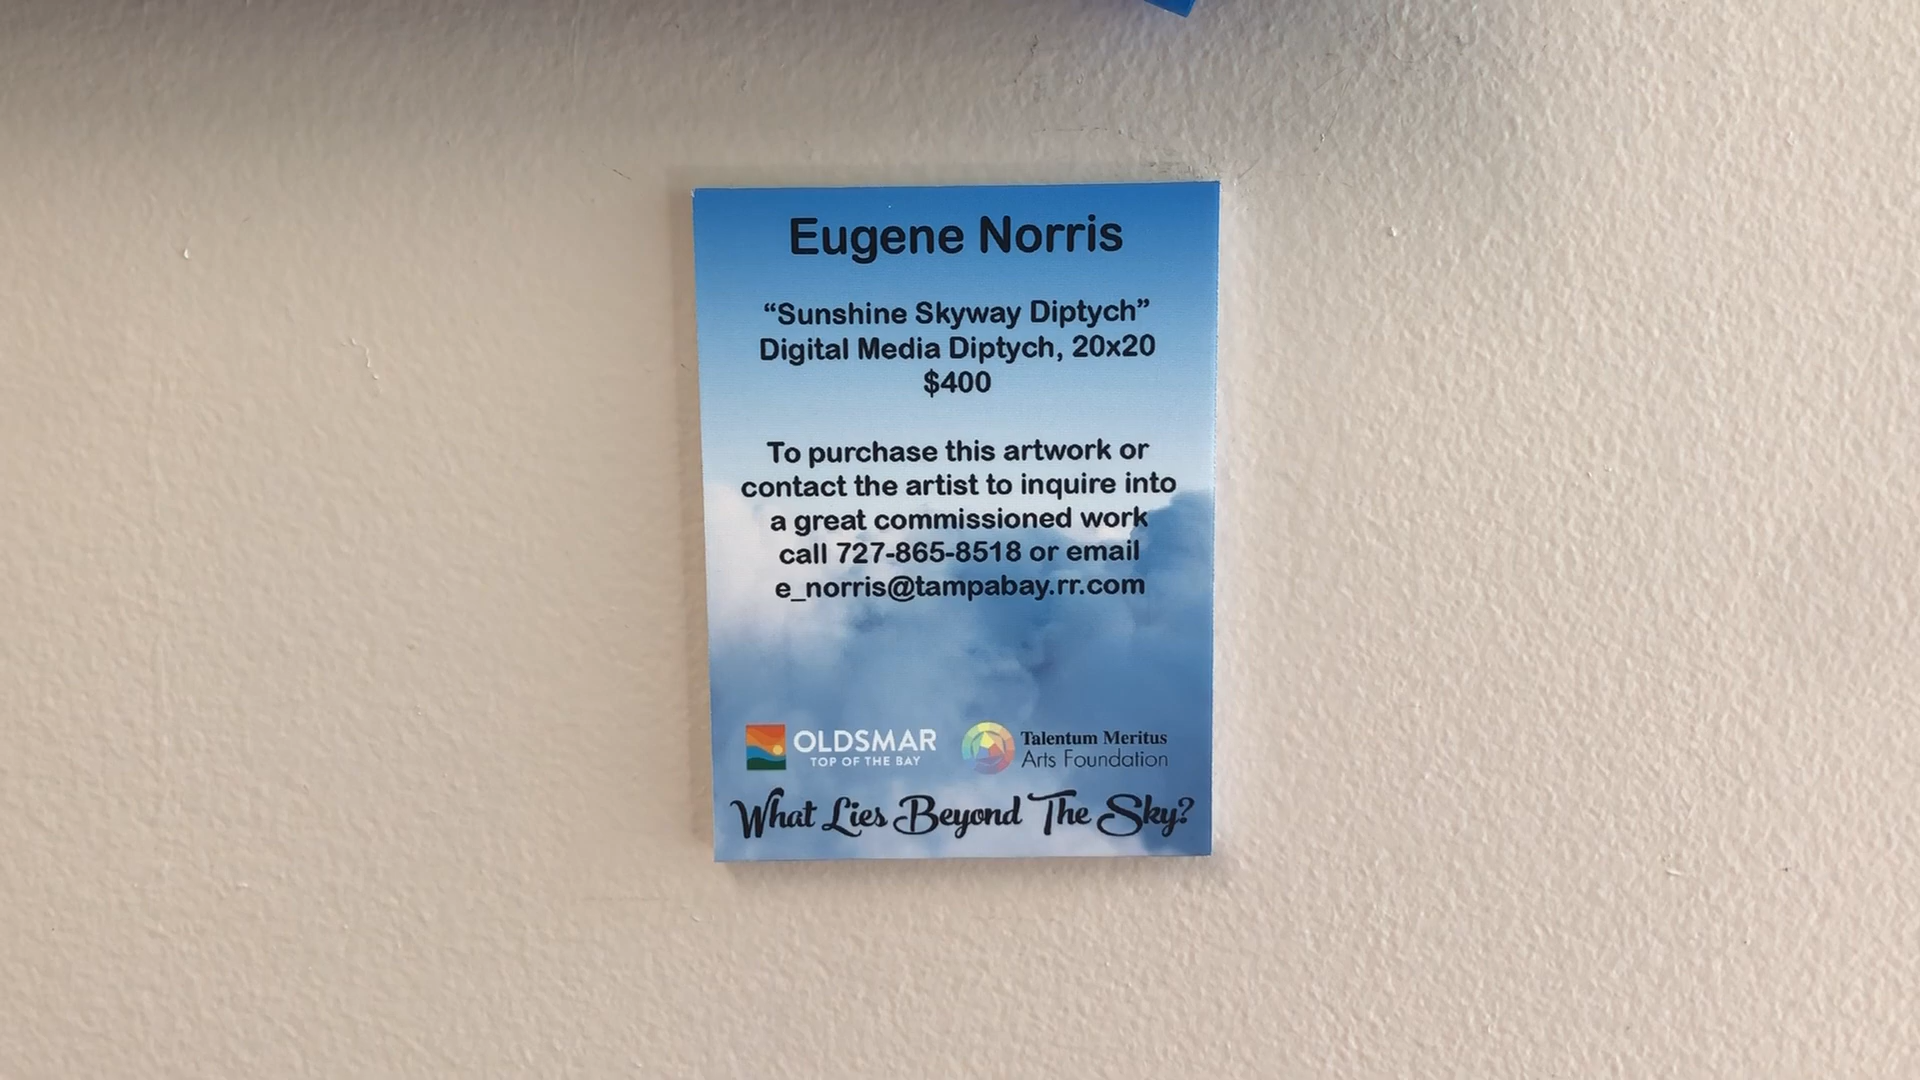 Eugene Norris
“Sunshine Skyway Diptych”
Digital Media Diptych, 20x20
$400
To purchase this artwork or
contact the artist to inquire into
a great commissioned work
call 727-865-8518 or email
e_norris@tampabay.rr.com
OLDSMAR
TOP OF THE BAY
Talentum Meritus
Arts Foundation
What Lies Beyond The Sky?